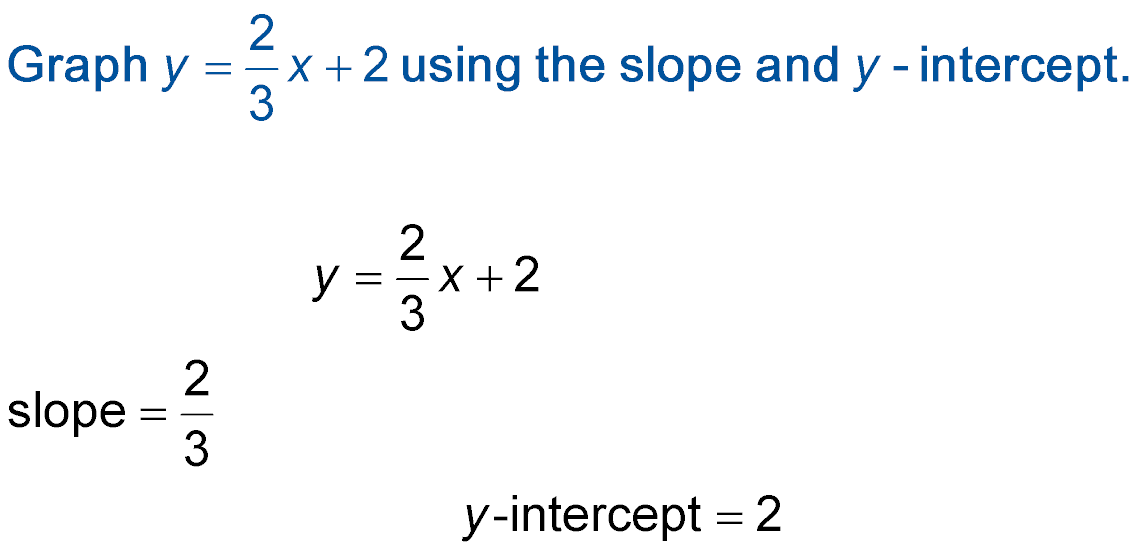 Graph y = 2/3 x + 2 using the slope and y - intercept.
y = 2/3 x + 2
slope = 2/3
y-intercept = 2